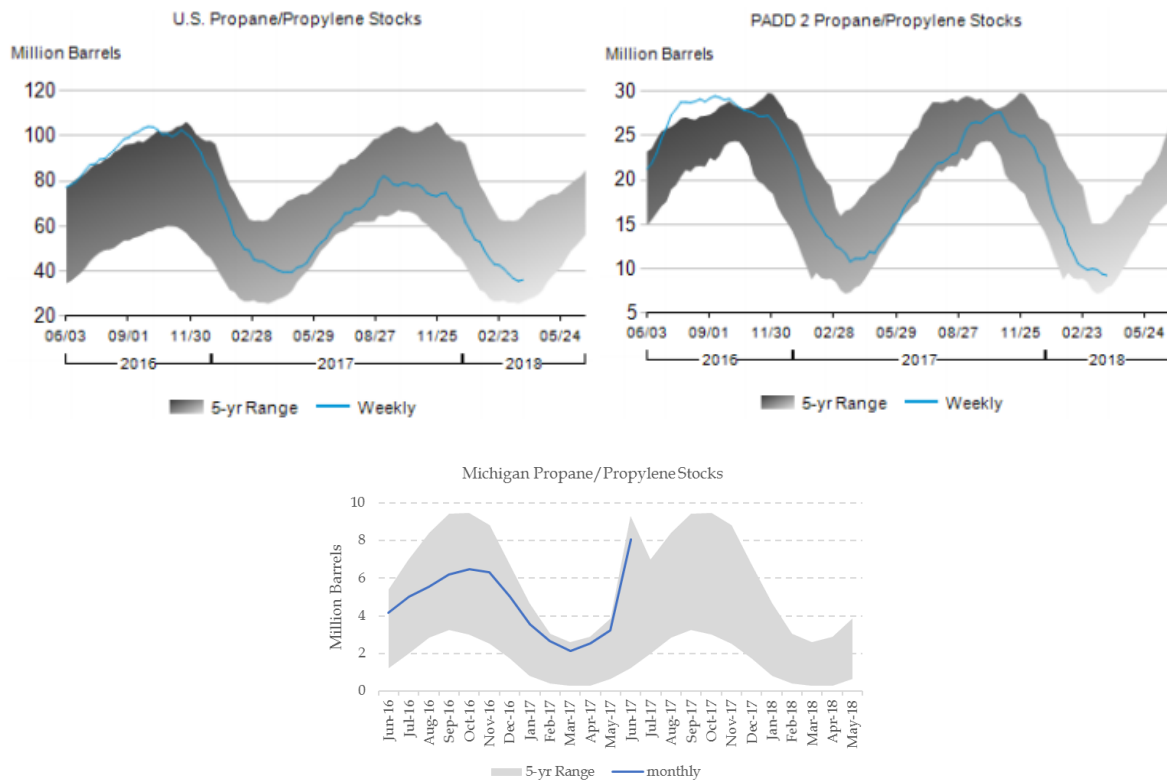 U.S. Propane/Propylene Stocks
Million Barrels
120
100
80
60
40
20
06/03 09/01 11/30 02/28 05/29 08/27 11/25 02/23 05/24
2016 2017 2018
5-yr Range Weekly
PADD 2 Propane/Propylene Stocks
Million Barrels
30
25
20
15
10
5
06/03 09/01 11/30 02/28 05/29 08/27 11/25 02/23 05/24
2016 2017 2018
5-yr Range Weekly
Michigan Propane/Propylene Stocks
Million Barrels
10
8
6
4
2
0
Jun-16 Jul-16 Aug-16 Sep-16 Oct-16 Nov-16 Dec-16 Jan-17 Feb-17 Mar-17 Apr-17 May-17 Jun-17 Jul-17 Aug-17 Sep-17 Oct-17 Nov-17 Dec-17 Jan-18 Feb-18 Mar-18 Apr-18 May-18
5-yr Range monthly